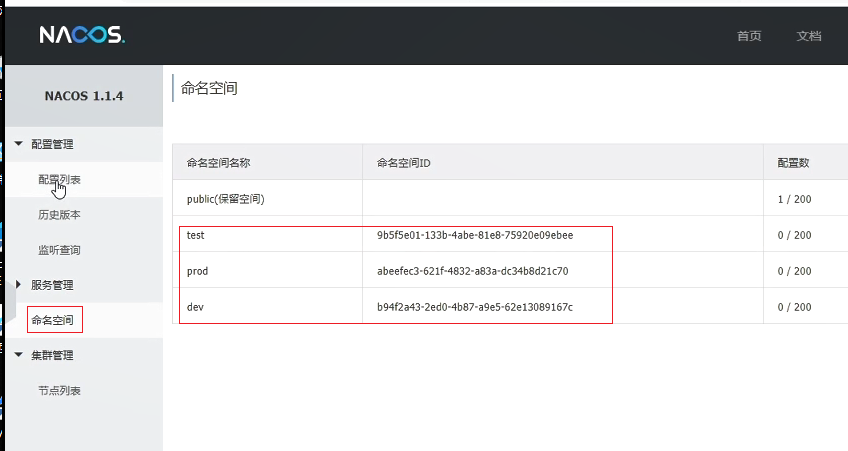 NACOS.
首页 文档
NACOS 1.1.4
配置管理
配置列表
历史版本
监听查询
服务管理
命名空间
集群管理
节点列表
命名空间
命名空间名称 命名空间ID 配置数
public(保留空间) 1 / 200
test 9b5f5e01-133b-4abe-81e8-75920e09ebee 0 / 200
prod abeefec3-621f-4832-a83a-dc34b8d21c70 0 / 200
dev b94f2a43-2ed0-4b87-a9e5-62e13089167c 0 / 200